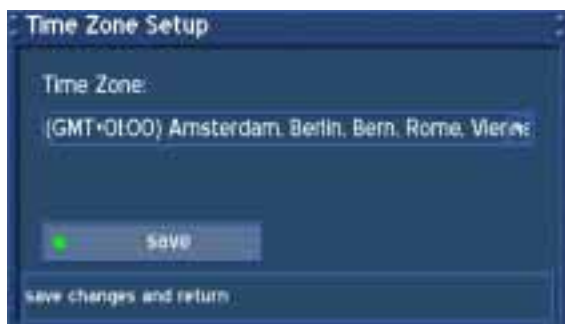 Time Zone Setup
Time Zone:
(GMT+01:00) Amsterdam, Berlin, Bern, Rome,
save
save changes and return